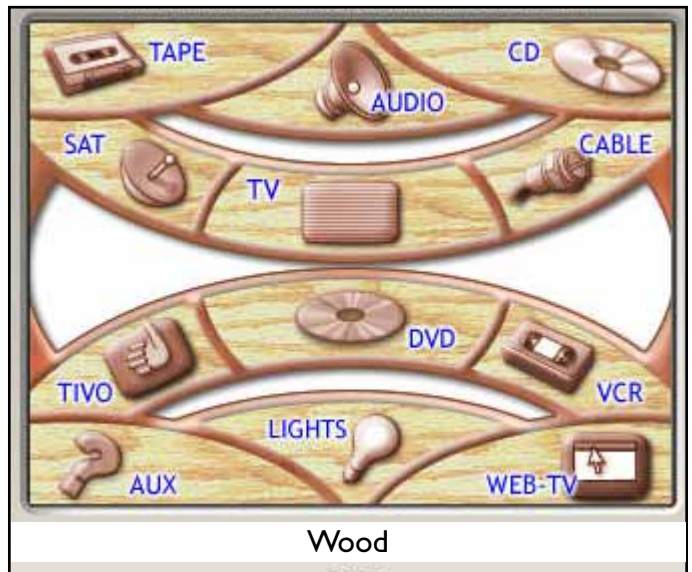 TAPE
CD
AUDIO
SAT
CABLE
TV
DVD
TIVO
VCR
LIGHTS
AUX
WEB-TV
Wood